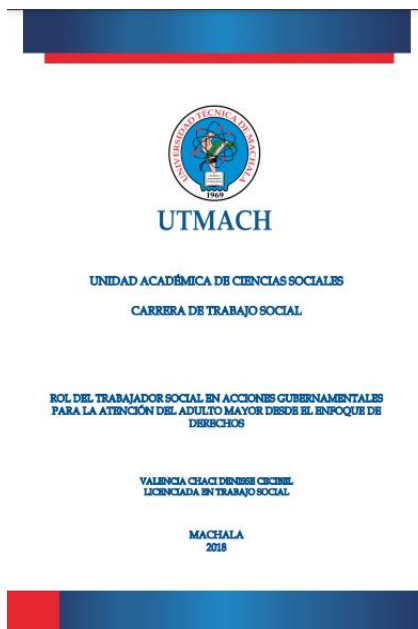 UNIVERSIDAD TÉCNICA DE MACHALA
1969
UTMACH
UNIDAD ACADÉMICA DE CIENCIAS SOCIALES
CARRERA DE TRABAJO SOCIAL
ROL DEL TRABAJADOR SOCIAL EN ACCIONES GUBERNAMENTALES
PARA LA ATENCIÓN DEL ADULTO MAYOR DESDE EL ENFOQUE DE
DERECHOS
VALENCIA CHACI DENISSE CECIBEL
LICENCIADA EN TRABAJO SOCIAL
MACHALA
2018